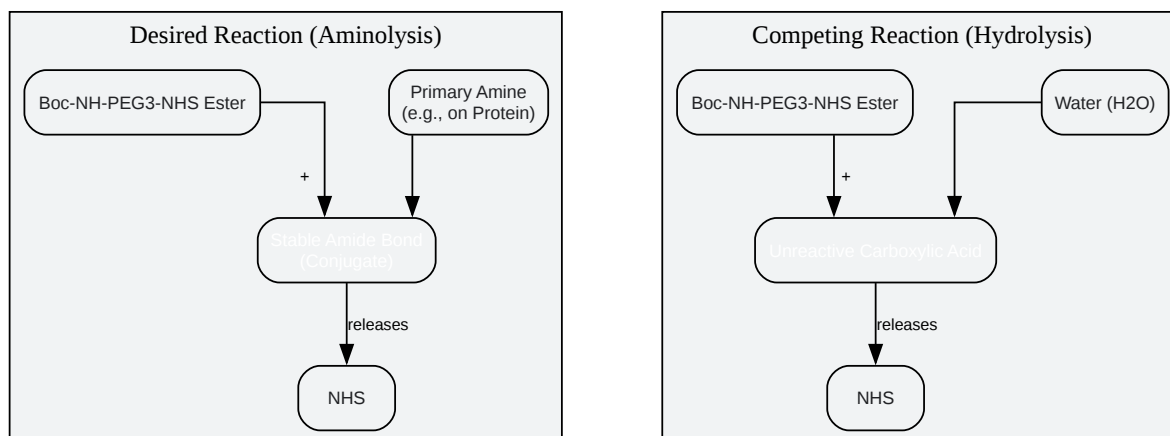 Desired Reaction (Aminolysis)
Boc-NH-PEG3-NHS Ester
Primary Amine
(e.g., on Protein)
+
Stable Amide Bond
(Conjugate)
releases
NHS
Competing Reaction (Hydrolysis)
Boc-NH-PEG3-NHS Ester
Water (H2O)
+
Unreactive Carboxylic Acid
releases
NHS